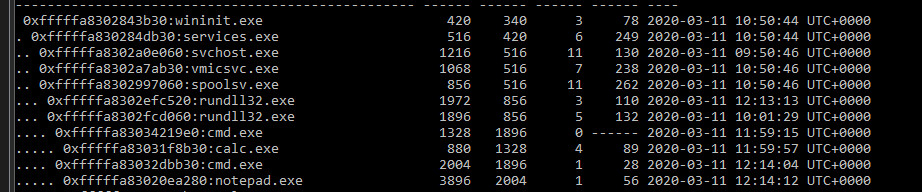 ------------------------------------------------- ------ ------ ------ ------ ----
 0xfffffa8302843b30:wininit.exe 420 340 3 78 2020-03-11 10:50:44 UTC+0000
. 0xfffffa830284db30:services.exe 516 420 6 249 2020-03-11 10:50:44 UTC+0000
.. 0xfffffa8302a0e060:svchost.exe 1216 516 11 130 2020-03-11 09:50:46 UTC+0000
.. 0xfffffa8302a7ab30:vmicsvc.exe 1068 516 7 238 2020-03-11 10:50:46 UTC+0000
.. 0xfffffa8302997060:spoolsv.exe 856 516 11 262 2020-03-11 10:50:46 UTC+0000
... 0xfffffa8302efc520:rundll32.exe 1972 856 3 110 2020-03-11 12:13:13 UTC+0000
... 0xfffffa8302fcd060:rundll32.exe 1896 856 5 132 2020-03-11 10:01:29 UTC+0000
.... 0xfffffa83034219e0:cmd.exe 1328 1896 0 ------ 2020-03-11 11:59:15 UTC+0000
..... 0xfffffa83031f8b30:calc.exe 880 1328 4 89 2020-03-11 11:59:57 UTC+0000
.... 0xfffffa83032dbb30:cmd.exe 2004 1896 1 28 2020-03-11 12:14:04 UTC+0000
..... 0xfffffa83020ea280:notepad.exe 3896 2004 1 56 2020-03-11 12:14:12 UTC+0000